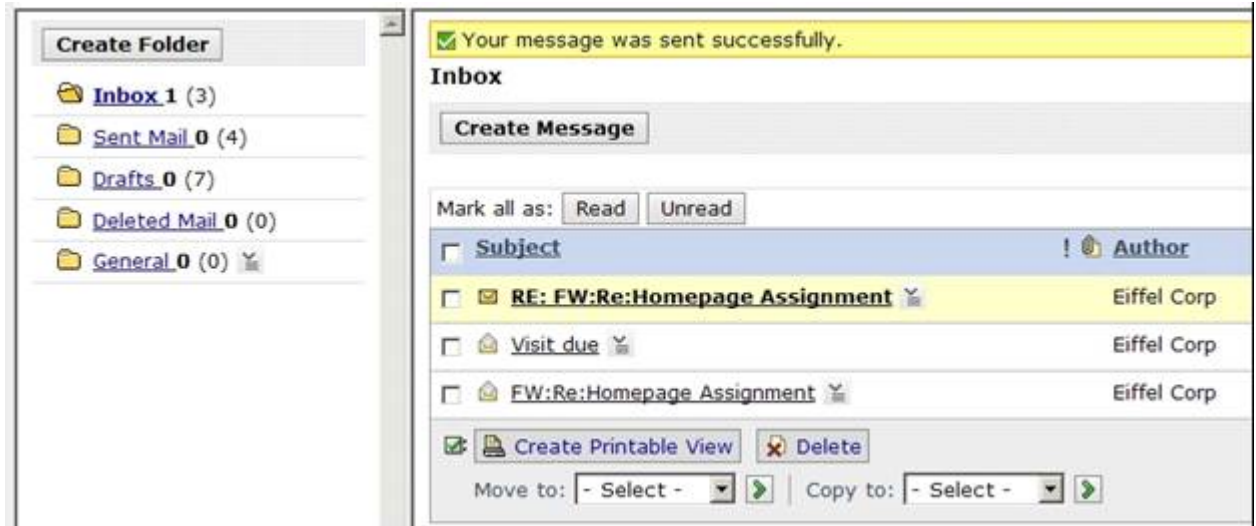 Create Folder
Inbox 1 (3)
Sent Mail 0 (4)
Drafts 0 (7)
Deleted Mail 0 (0)
General 0 (0)
Your message was sent successfully.
Inbox
Create Message
Mark all as: Read Unread
Subject ! Author
RE: FW:Re:Homepage Assignment Eiffel Corp
Visit due Eiffel Corp
FW:Re:Homepage Assignment Eiffel Corp
Create Printable View Delete
Move to: - Select - Copy to: - Select -